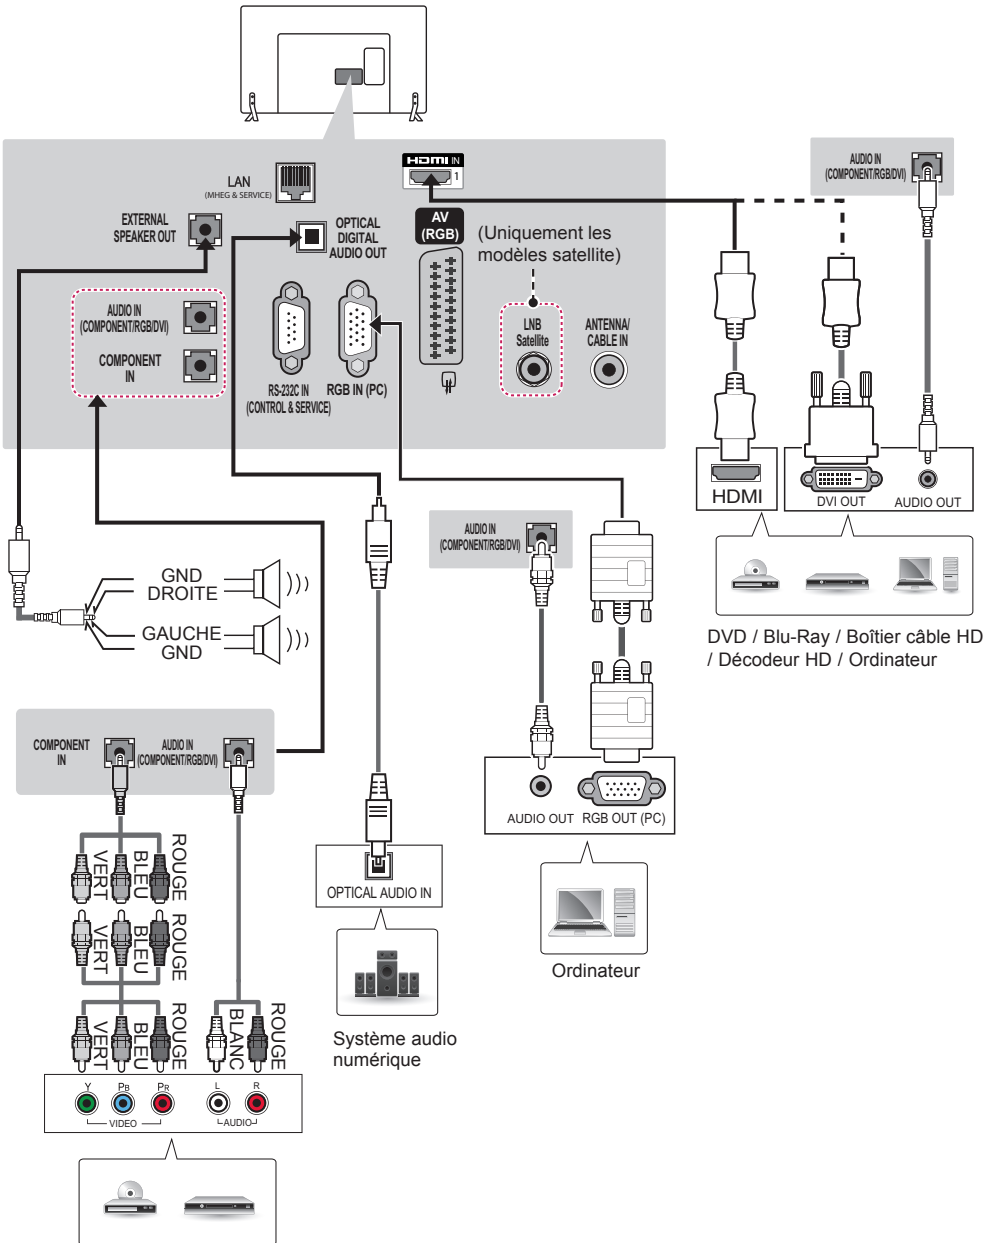 HDMI IN
1
LAN
(MHEG & SERVICE)
EXTERNAL
SPEAKER OUT
OPTICAL
DIGITAL
AUDIO OUT
AV
(RGB)
(Uniquement les
modèles satellite)
AUDIO IN
(COMPONENT/RGB/DVI)
COMPONENT
IN
RS-232C IN
(CONTROL & SERVICE)
RGB IN (PC)
LNB
Satellite
ANTENNA/
CABLE IN
AUDIO IN
(COMPONENT/RGB/DVI)
HDMI
DVI OUT
AUDIO OUT
DVD / Blu-Ray / Boîtier câble HD
/ Décodeur HD / Ordinateur
GND
DROITE
GAUCHE
GND
AUDIO IN
(COMPONENT/RGB/DVI)
AUDIO OUT
RGB OUT (PC)
Ordinateur
OPTICAL AUDIO IN
Système audio
numérique
COMPONENT
IN
AUDIO IN
(COMPONENT/RGB/DVI)
VERT
BLEU
ROUGE
VERT
BLEU
ROUGE
VERT
BLEU
ROUGE
BLANC
ROUGE
Y
PB
PR
L
R
VIDEO
AUDIO